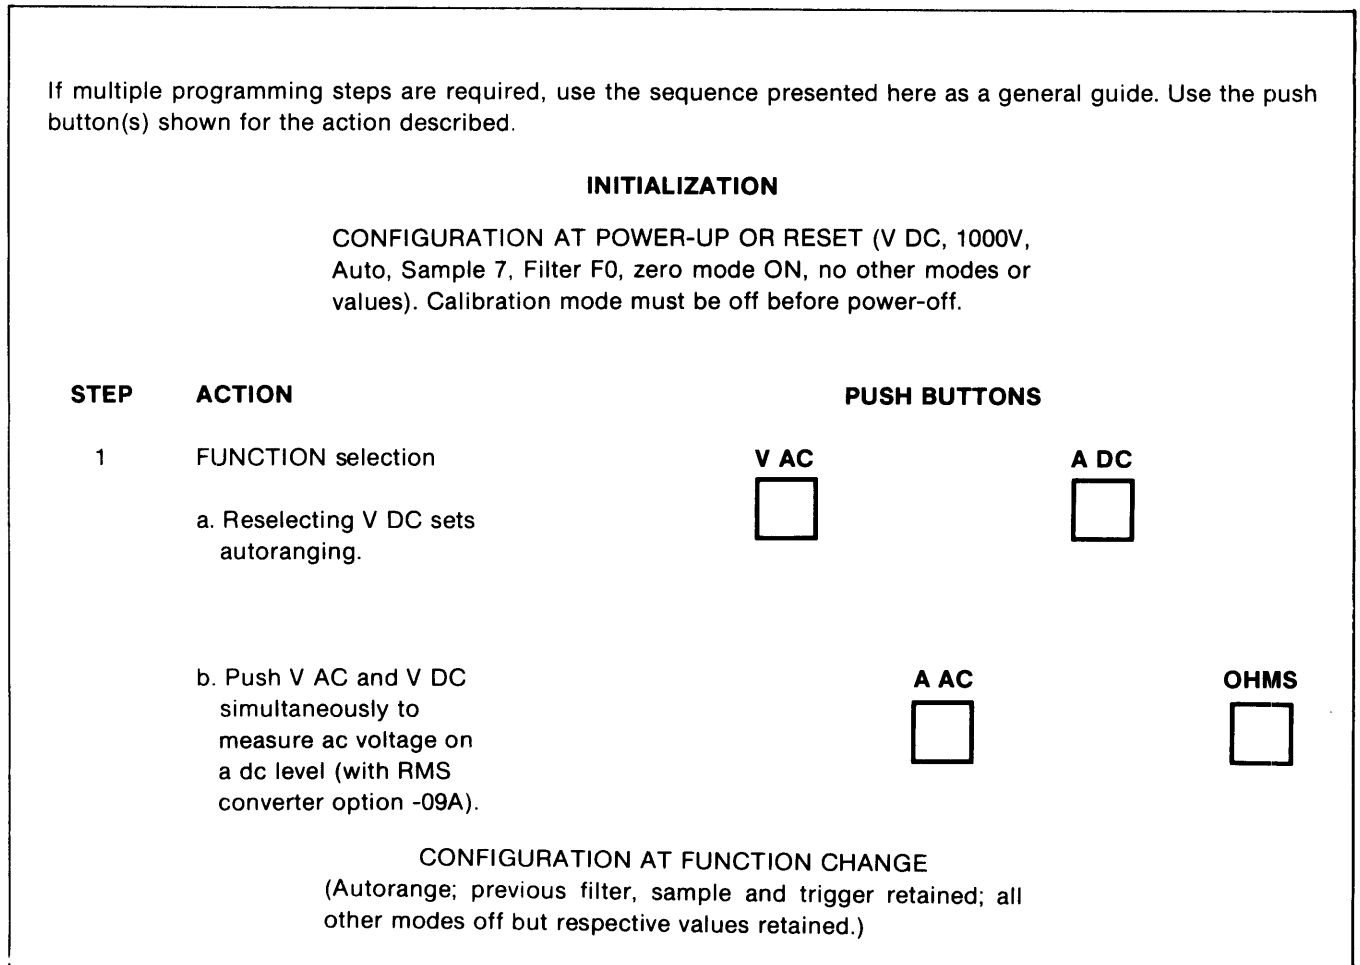 If multiple programming steps are required, use the sequence presented here as a general guide. Use the push
button(s) shown for the action described.
INITIALIZATION
CONFIGURATION AT POWER-UP OR RESET (V DC, 1000V,
Auto, Sample 7, Filter F0, zero mode ON, no other modes or
values). Calibration mode must be off before power-off.
STEP ACTION PUSH BUTTONS
1 FUNCTION selection V AC A DC
a. Reselecting V DC sets
autoranging.
b. Push V AC and V DC A AC OHMS
simultaneously to
measure ac voltage on
a dc level (with RMS
converter option -09A).
CONFIGURATION AT FUNCTION CHANGE
(Autorange; previous filter, sample and trigger retained; all
other modes off but respective values retained.)